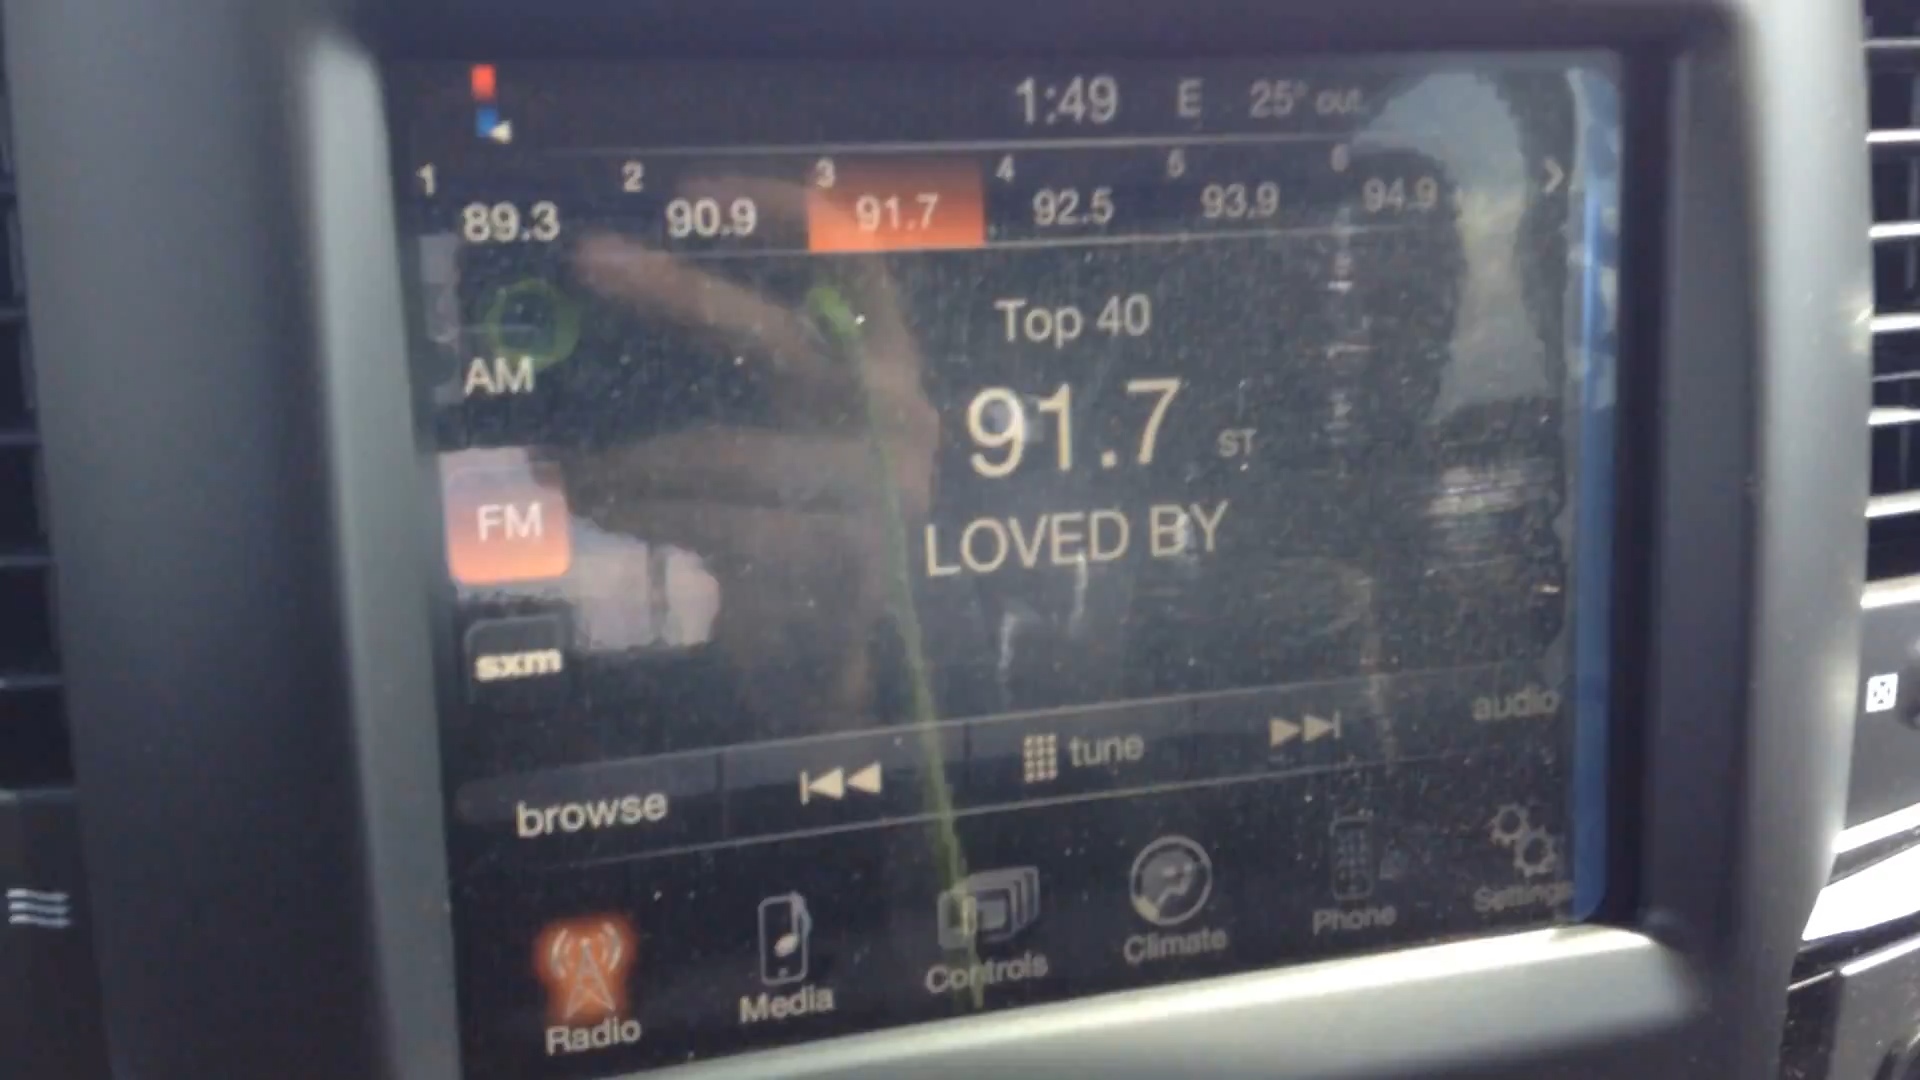 1:49 E 25° out
1 2 3 4 5 6
89.3 90.9 91.7 92.5 93.9 94.9
Top 40
AM
91.7 ST
FM
LOVED BY
sxm
audio
browse tune
Radio Media Controls Climate Phone Settings